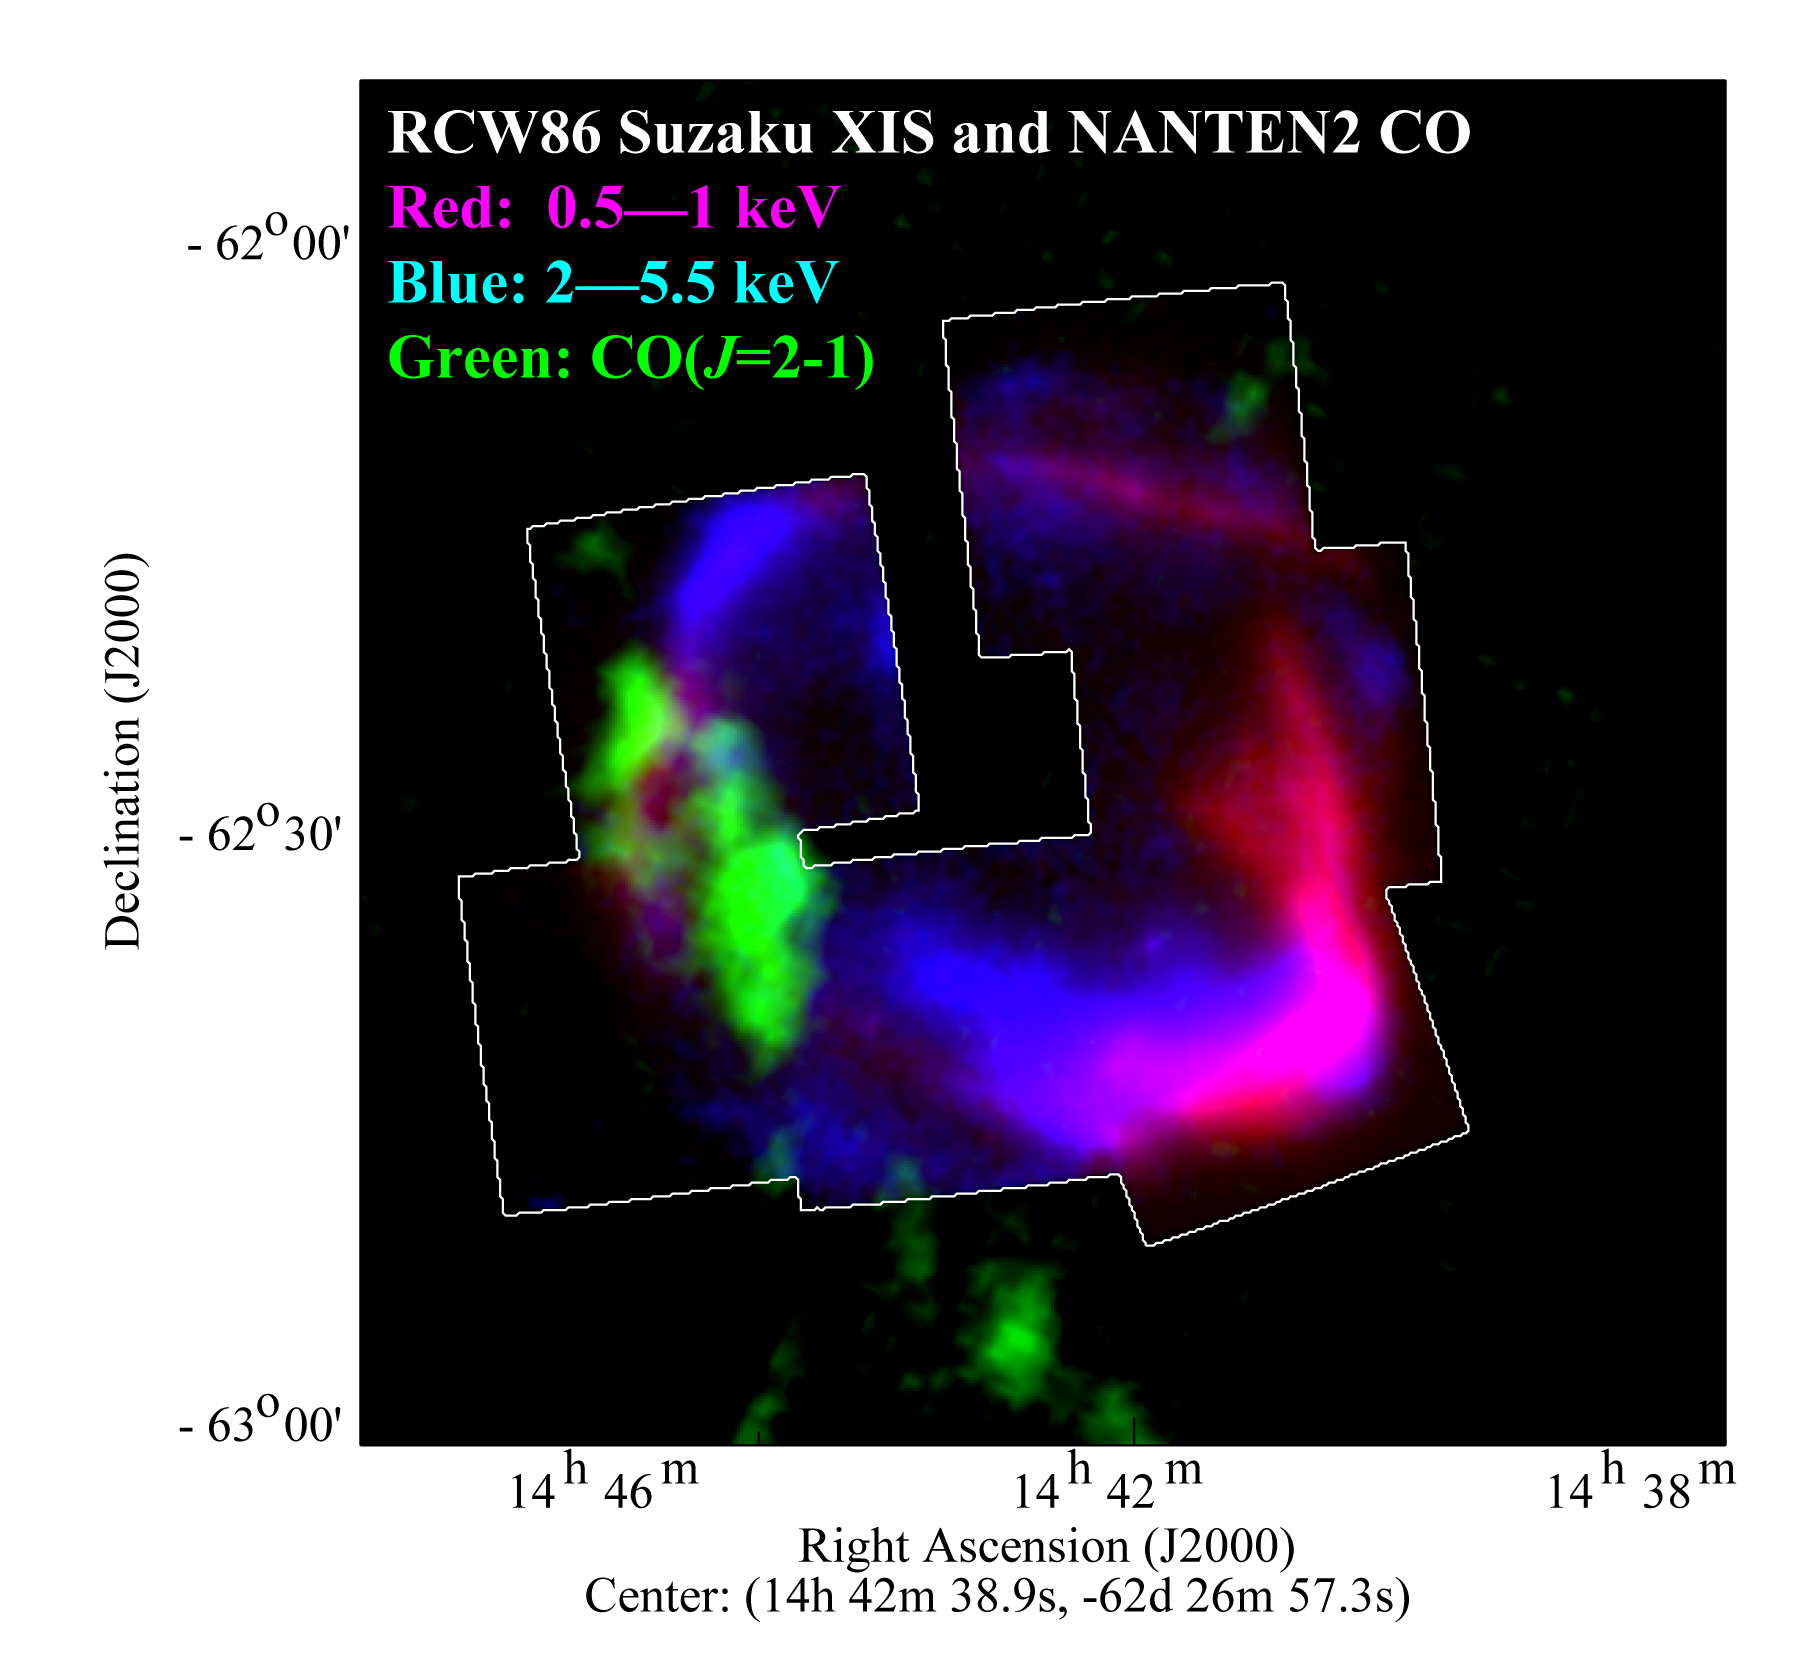 RCW86 Suzaku XIS and NANTEN2 CO
Red: 0.5—1 keV
Blue: 2—5.5 keV
Green: CO(J=2-1)
- 62°00'
- 62°30'
- 63°00'
Declination (J2000)
14ʰ 46ᵐ 14ʰ 42ᵐ 14ʰ 38ᵐ
Right Ascension (J2000)
Center: (14h 42m 38.9s, -62d 26m 57.3s)